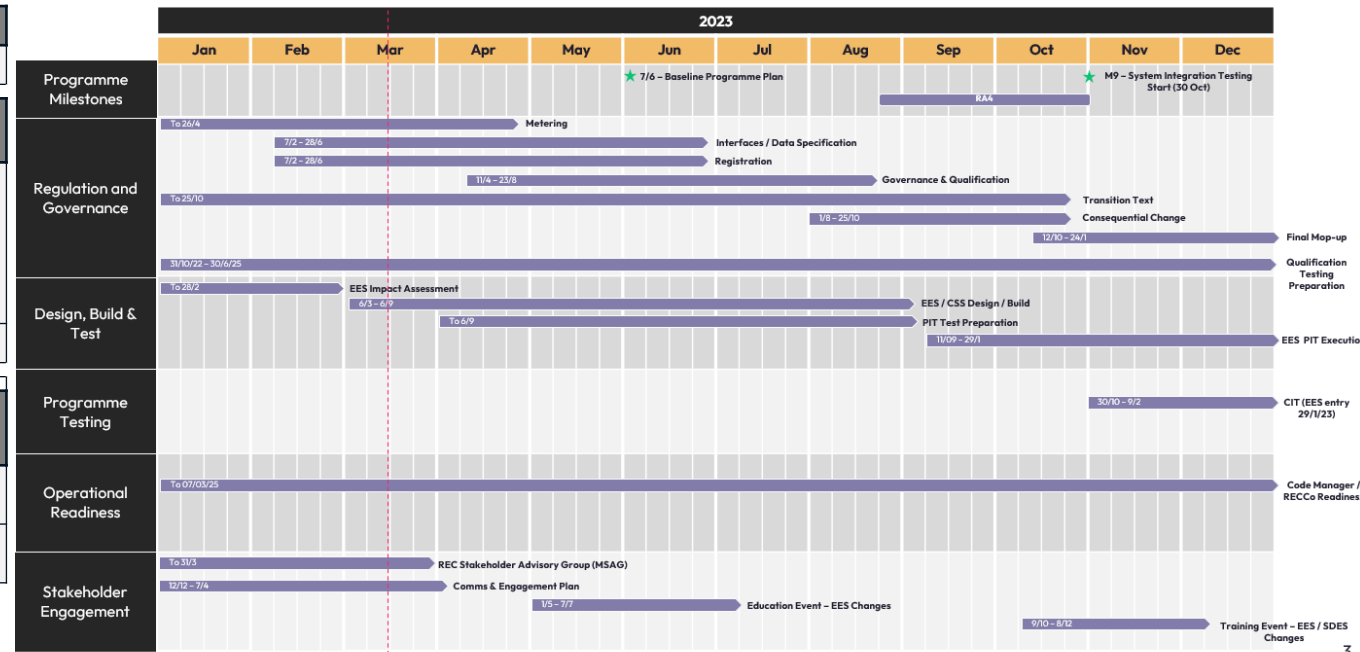 2023
Jan Feb Mar Apr May Jun Jul Aug Sep Oct Nov Dec
Programme
Milestones
7/6 – Baseline Programme Plan
M9 – System Integration Testing
Start (30 Oct)
RA4
Regulation and
Governance
To 26/4
Metering
7/2 – 28/6
Interfaces / Data Specification
7/2 – 28/6
Registration
11/4 – 23/8
Governance & Qualification
To 25/10
Transition Text
1/8 – 25/10
Consequential Change
12/10 – 24/1
Final Mop-up
31/10/22 – 30/6/25
Qualification
Testing
Preparation
Design, Build &
Test
To 28/2
EES Impact Assessment
6/3 – 6/9
EES / CSS Design / Build
To 6/9
PIT Test Preparation
11/09 – 29/1
EES PIT Executio
Programme
Testing
30/10 – 9/2
CIT (EES entry
29/1/23)
Operational
Readiness
To 07/03/25
Code Manager /
RECCo Readines
Stakeholder
Engagement
To 31/3
REC Stakeholder Advisory Group (MSAG)
12/12 – 7/4
Comms & Engagement Plan
1/5 – 7/7
Education Event – EES Changes
9/10 – 8/12
Training Event – EES / SDES
Changes